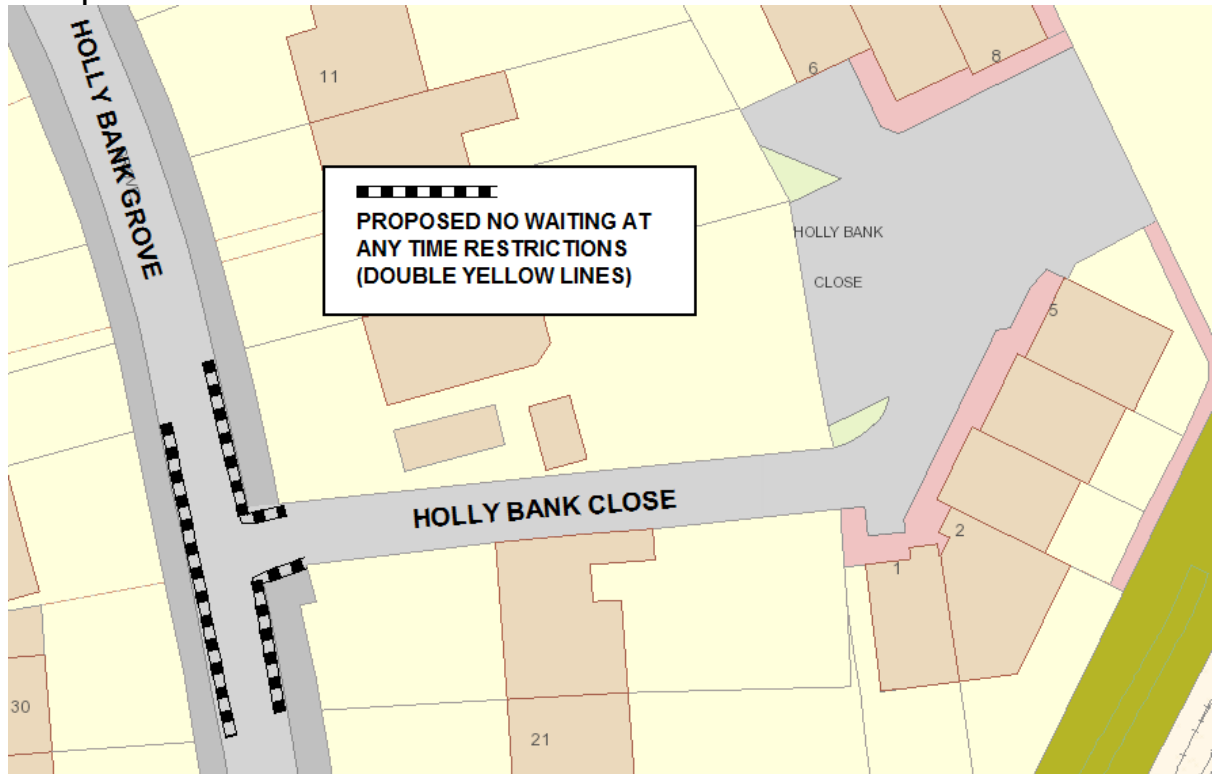 HOLLY BANK GROVE
11
6
8
PROPOSED NO WAITING AT
ANY TIME RESTRICTIONS
(DOUBLE YELLOW LINES)
HOLLY BANK
CLOSE
5
HOLLY BANK CLOSE
2
1
30
21